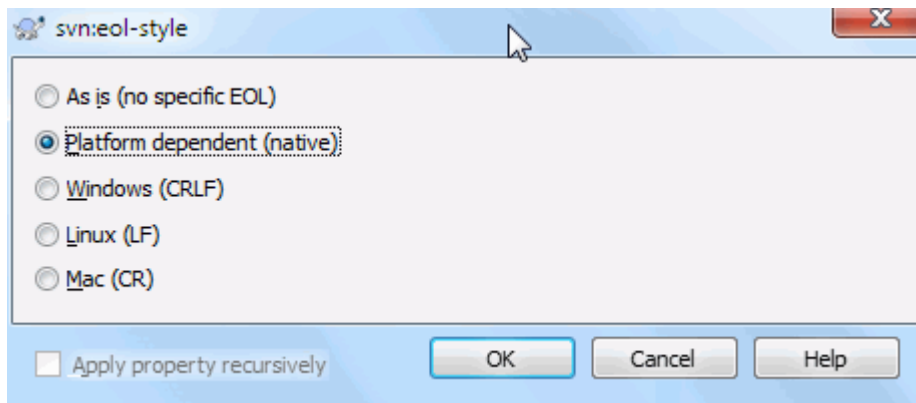 svn:eol-style
As is (no specific EOL)
Platform dependent (native)
Windows (CRLF)
Linux (LF)
Mac (CR)
Apply property recursively
OK
Cancel
Help